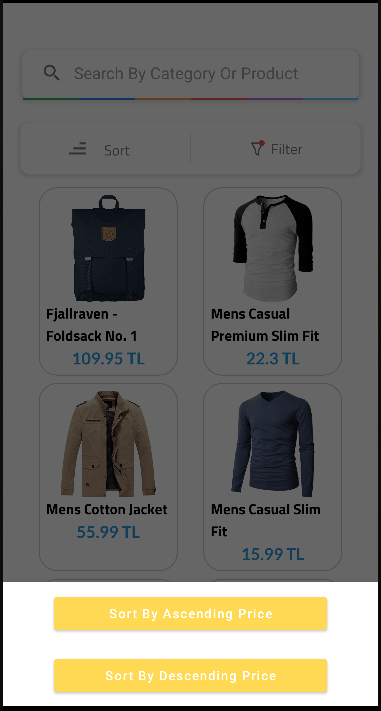 Search By Category Or Product
Sort
Filter
Fjallraven -
Foldsack No. 1
109.95 TL
Mens Casual
Premium Slim Fit
22.3 TL
Mens Cotton Jacket
55.99 TL
Mens Casual Slim
Fit
15.99 TL
Sort By Ascending Price
Sort By Descending Price